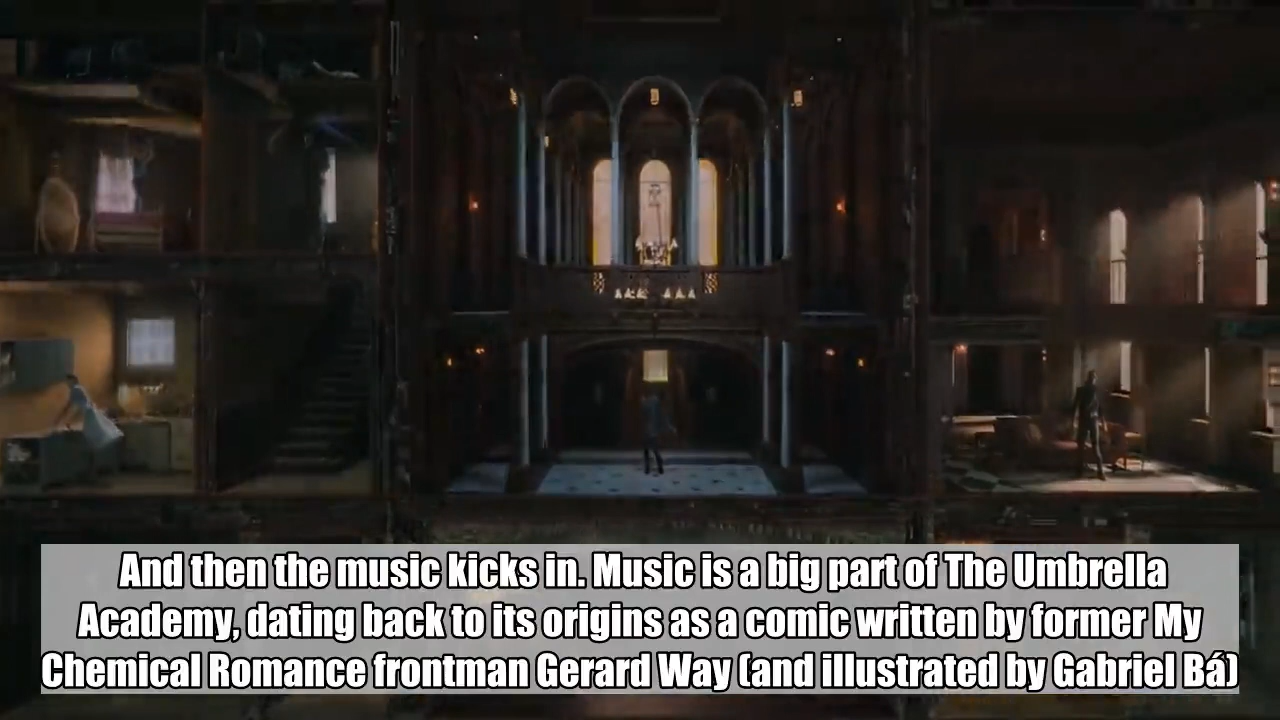 And then the music kicks in. Music is a big part of The Umbrella
Academy, dating back to its origins as a comic written by former My
Chemical Romance frontman Gerard Way (and illustrated by Gabriel Bá)